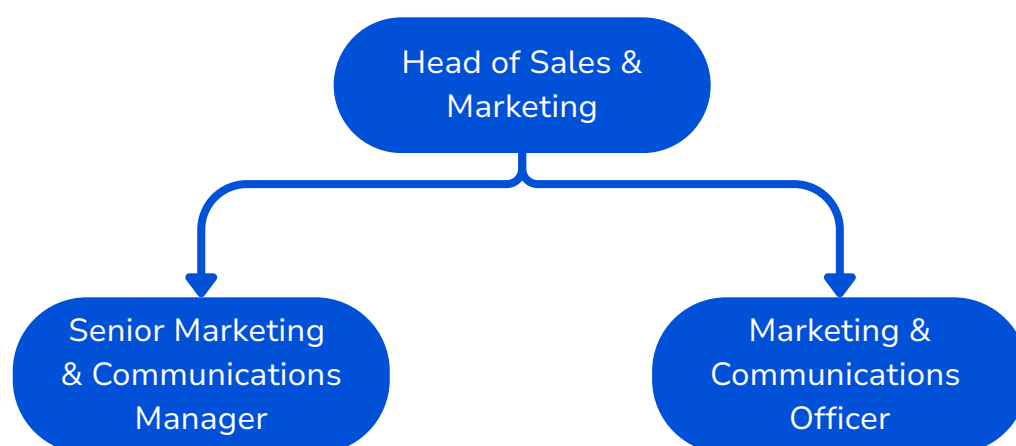 Head of Sales &
Marketing
Senior Marketing
& Communications
Manager
Marketing &
Communications
Officer